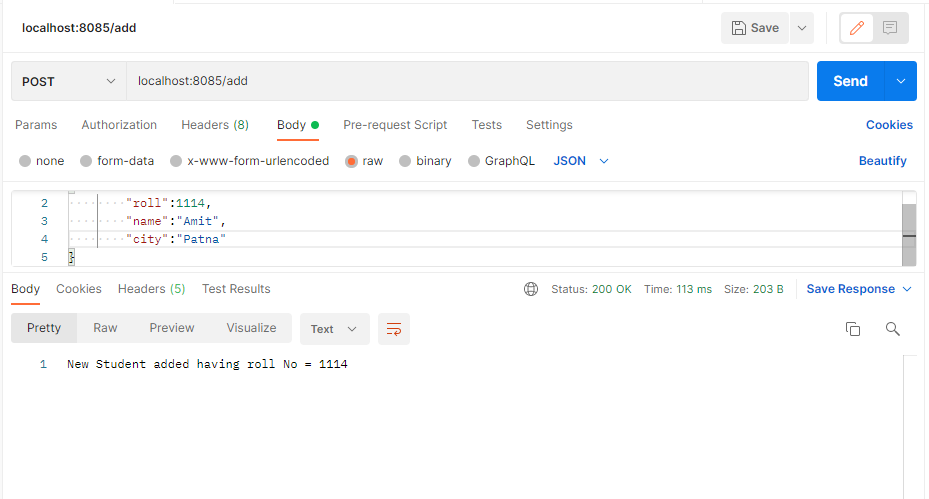 localhost:8085/add
Save
POST
localhost:8085/add
Send
Params Authorization Headers (8) Body Pre-request Script Tests Settings Cookies
none form-data x-www-form-urlencoded raw binary GraphQL JSON Beautify
2 "roll":1114,
3 "name":"Amit",
4 "city":"Patna"
5 }
Body Cookies Headers (5) Test Results Status: 200 OK Time: 113 ms Size: 203 B Save Response
Pretty Raw Preview Visualize Text
1 New Student added having roll No = 1114